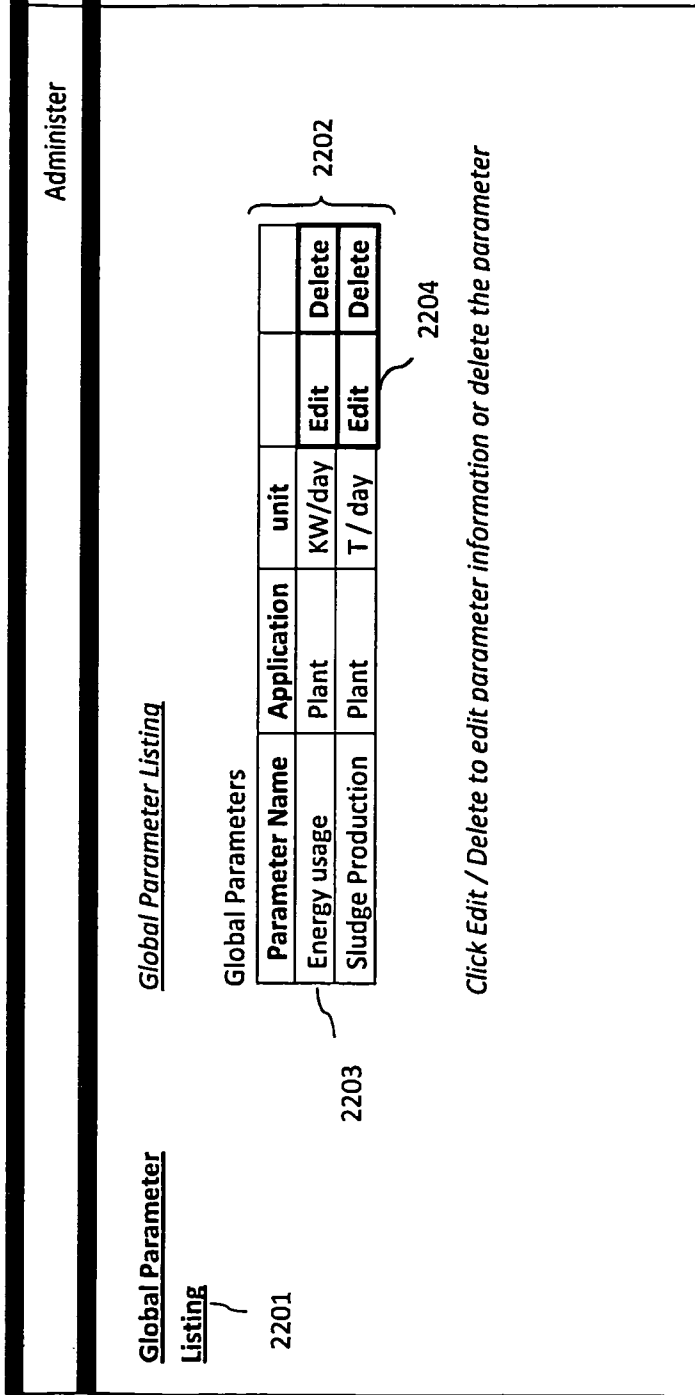 Administer
Global Parameter
Listing
2201
Global Parameter Listing
Global Parameters
Parameter Name Application unit
Energy usage Plant KW/day Edit Delete
Sludge Production Plant T / day Edit Delete
2202
2203
2204
Click Edit / Delete to edit parameter information or delete the parameter